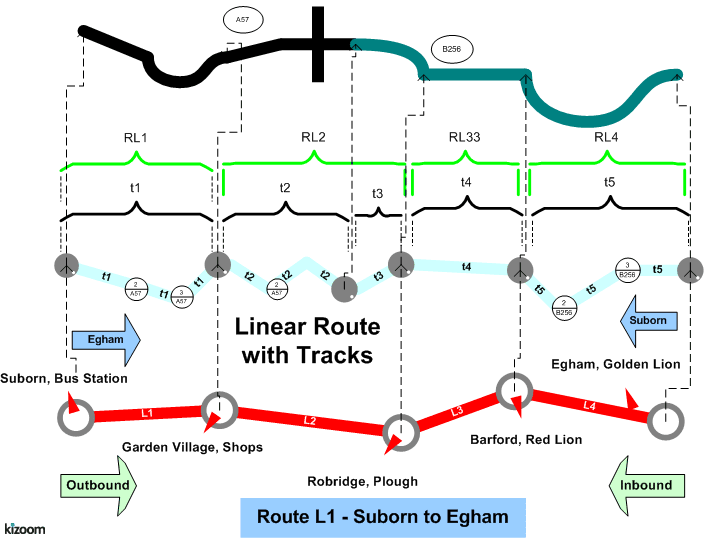 A57
B256
RL1
RL2
RL33
RL4
t1
t2
t3
t4
t5
t1
2
A57
t1
3
A57
t1
t2
2
A57
t2
t2
t3
t4
t5
2
B256
t5
3
B256
t5
Egham
Linear Route
with Tracks
Suborn
Suborn, Bus Station
Egham, Golden Lion
L1
L2
L3
L4
Garden Village, Shops
Barford, Red Lion
Robridge, Plough
Outbound
Inbound
Route L1 - Suborn to Egham
kizoom